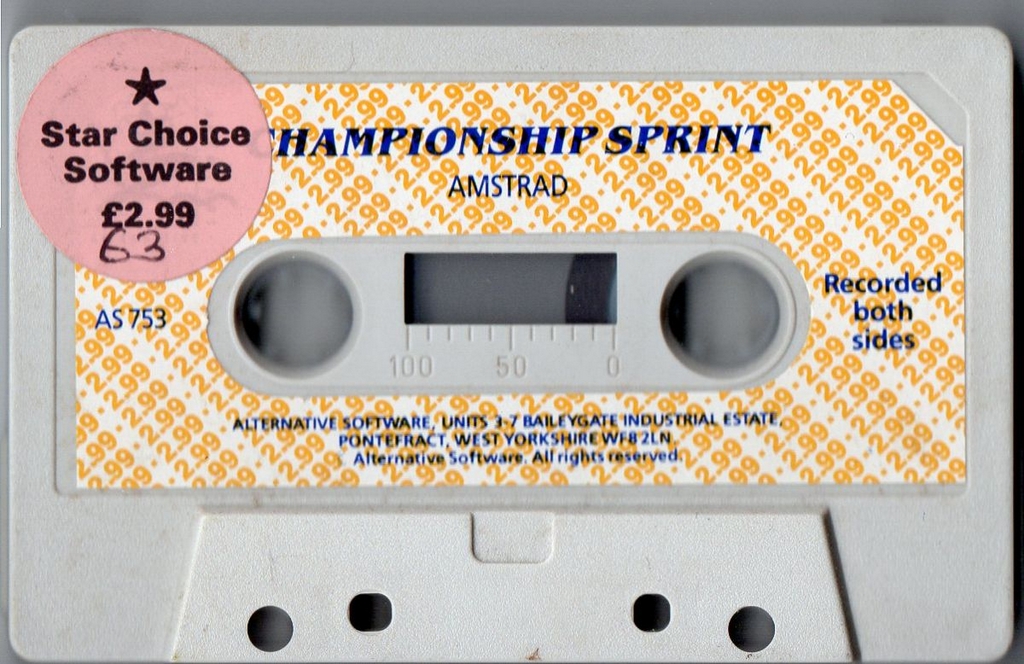 Star Choice
Software
£2.99
63
CHAMPIONSHIP SPRINT
AMSTRAD
AS 753
Recorded
both
sides
100 50 0
ALTERNATIVE SOFTWARE, UNITS 3-7 BAILEYGATE INDUSTRIAL ESTATE,
PONTEFRACT, WEST YORKSHIRE WF8 2LN.
Alternative Software. All rights reserved.